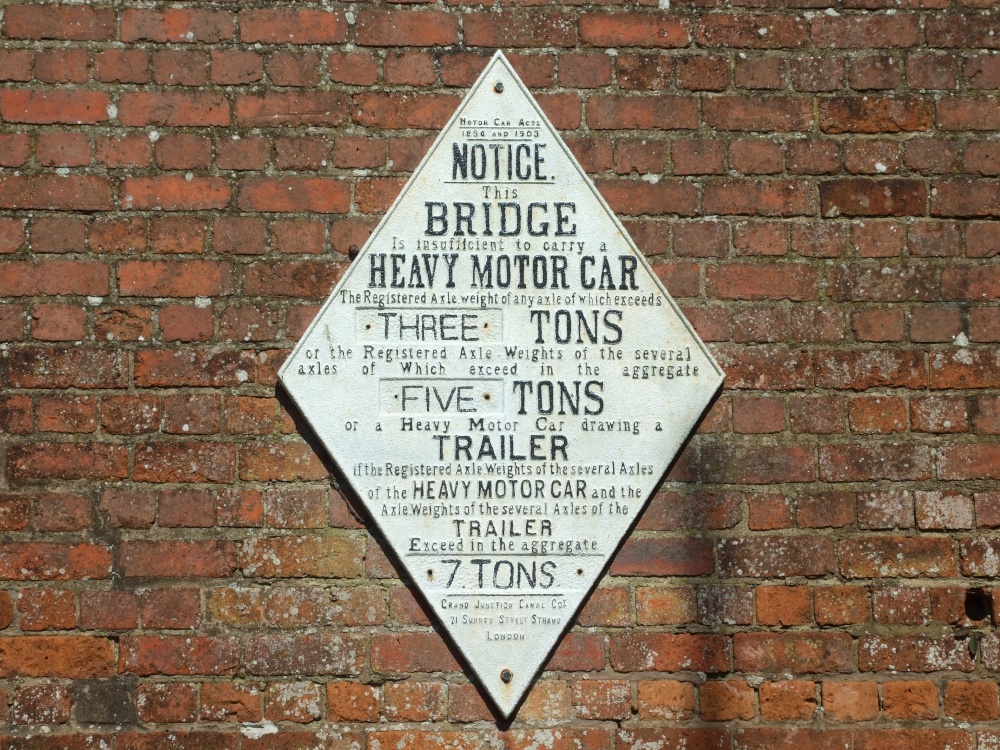 Motor Car Acts
1896 and 1903
NOTICE.
This
BRIDGE
Is insufficient to carry a
HEAVY MOTOR CAR
The Registered Axle weight of any axle of which exceeds
THREE TONS
or the Registered Axle Weights of the several
axles of Which exceed in the aggregate
FIVE TONS
or a Heavy Motor Car drawing a
TRAILER
if the Registered Axle Weights of the several Axles
of the HEAVY MOTOR CAR and the
Axle Weights of the several Axles of the
TRAILER
Exceed in the aggregate
7. TONS
Grand Junction Canal Coy
21 Surrey Street Strand
London